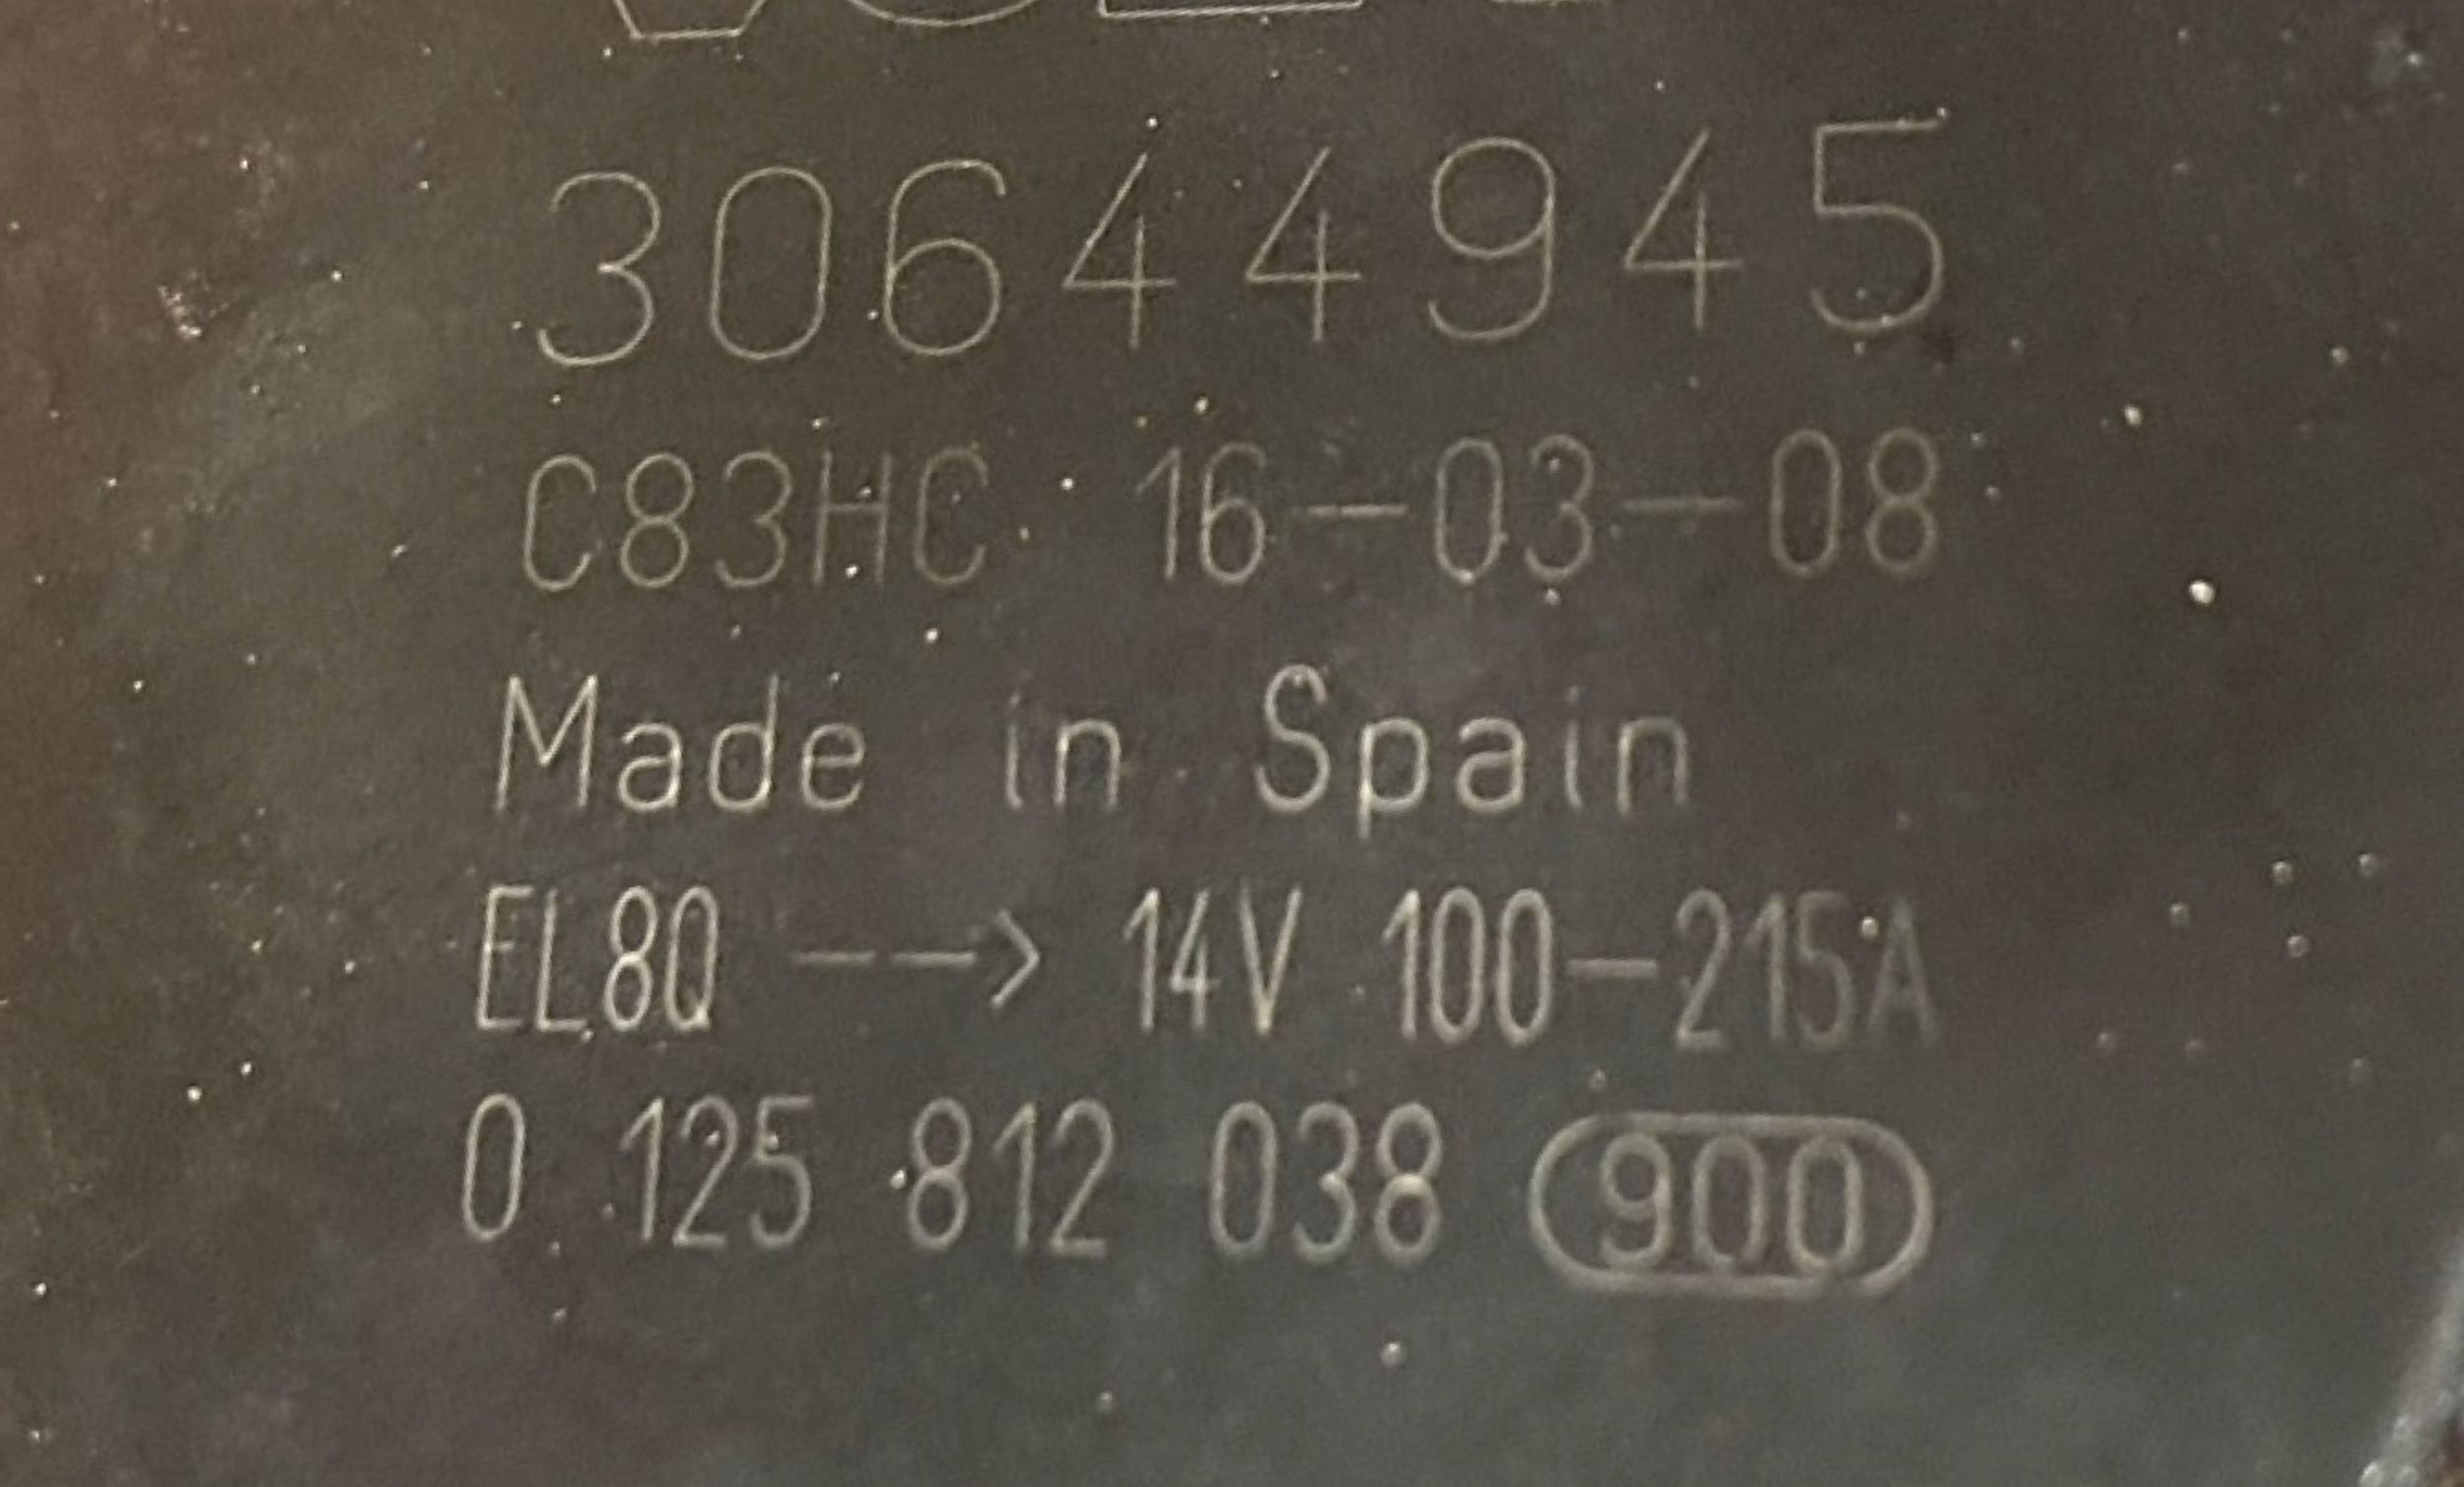 30644945
C83HC 16-03-08
Made in Spain
EL8Q --> 14V 100-215A
0 125 812 038 900